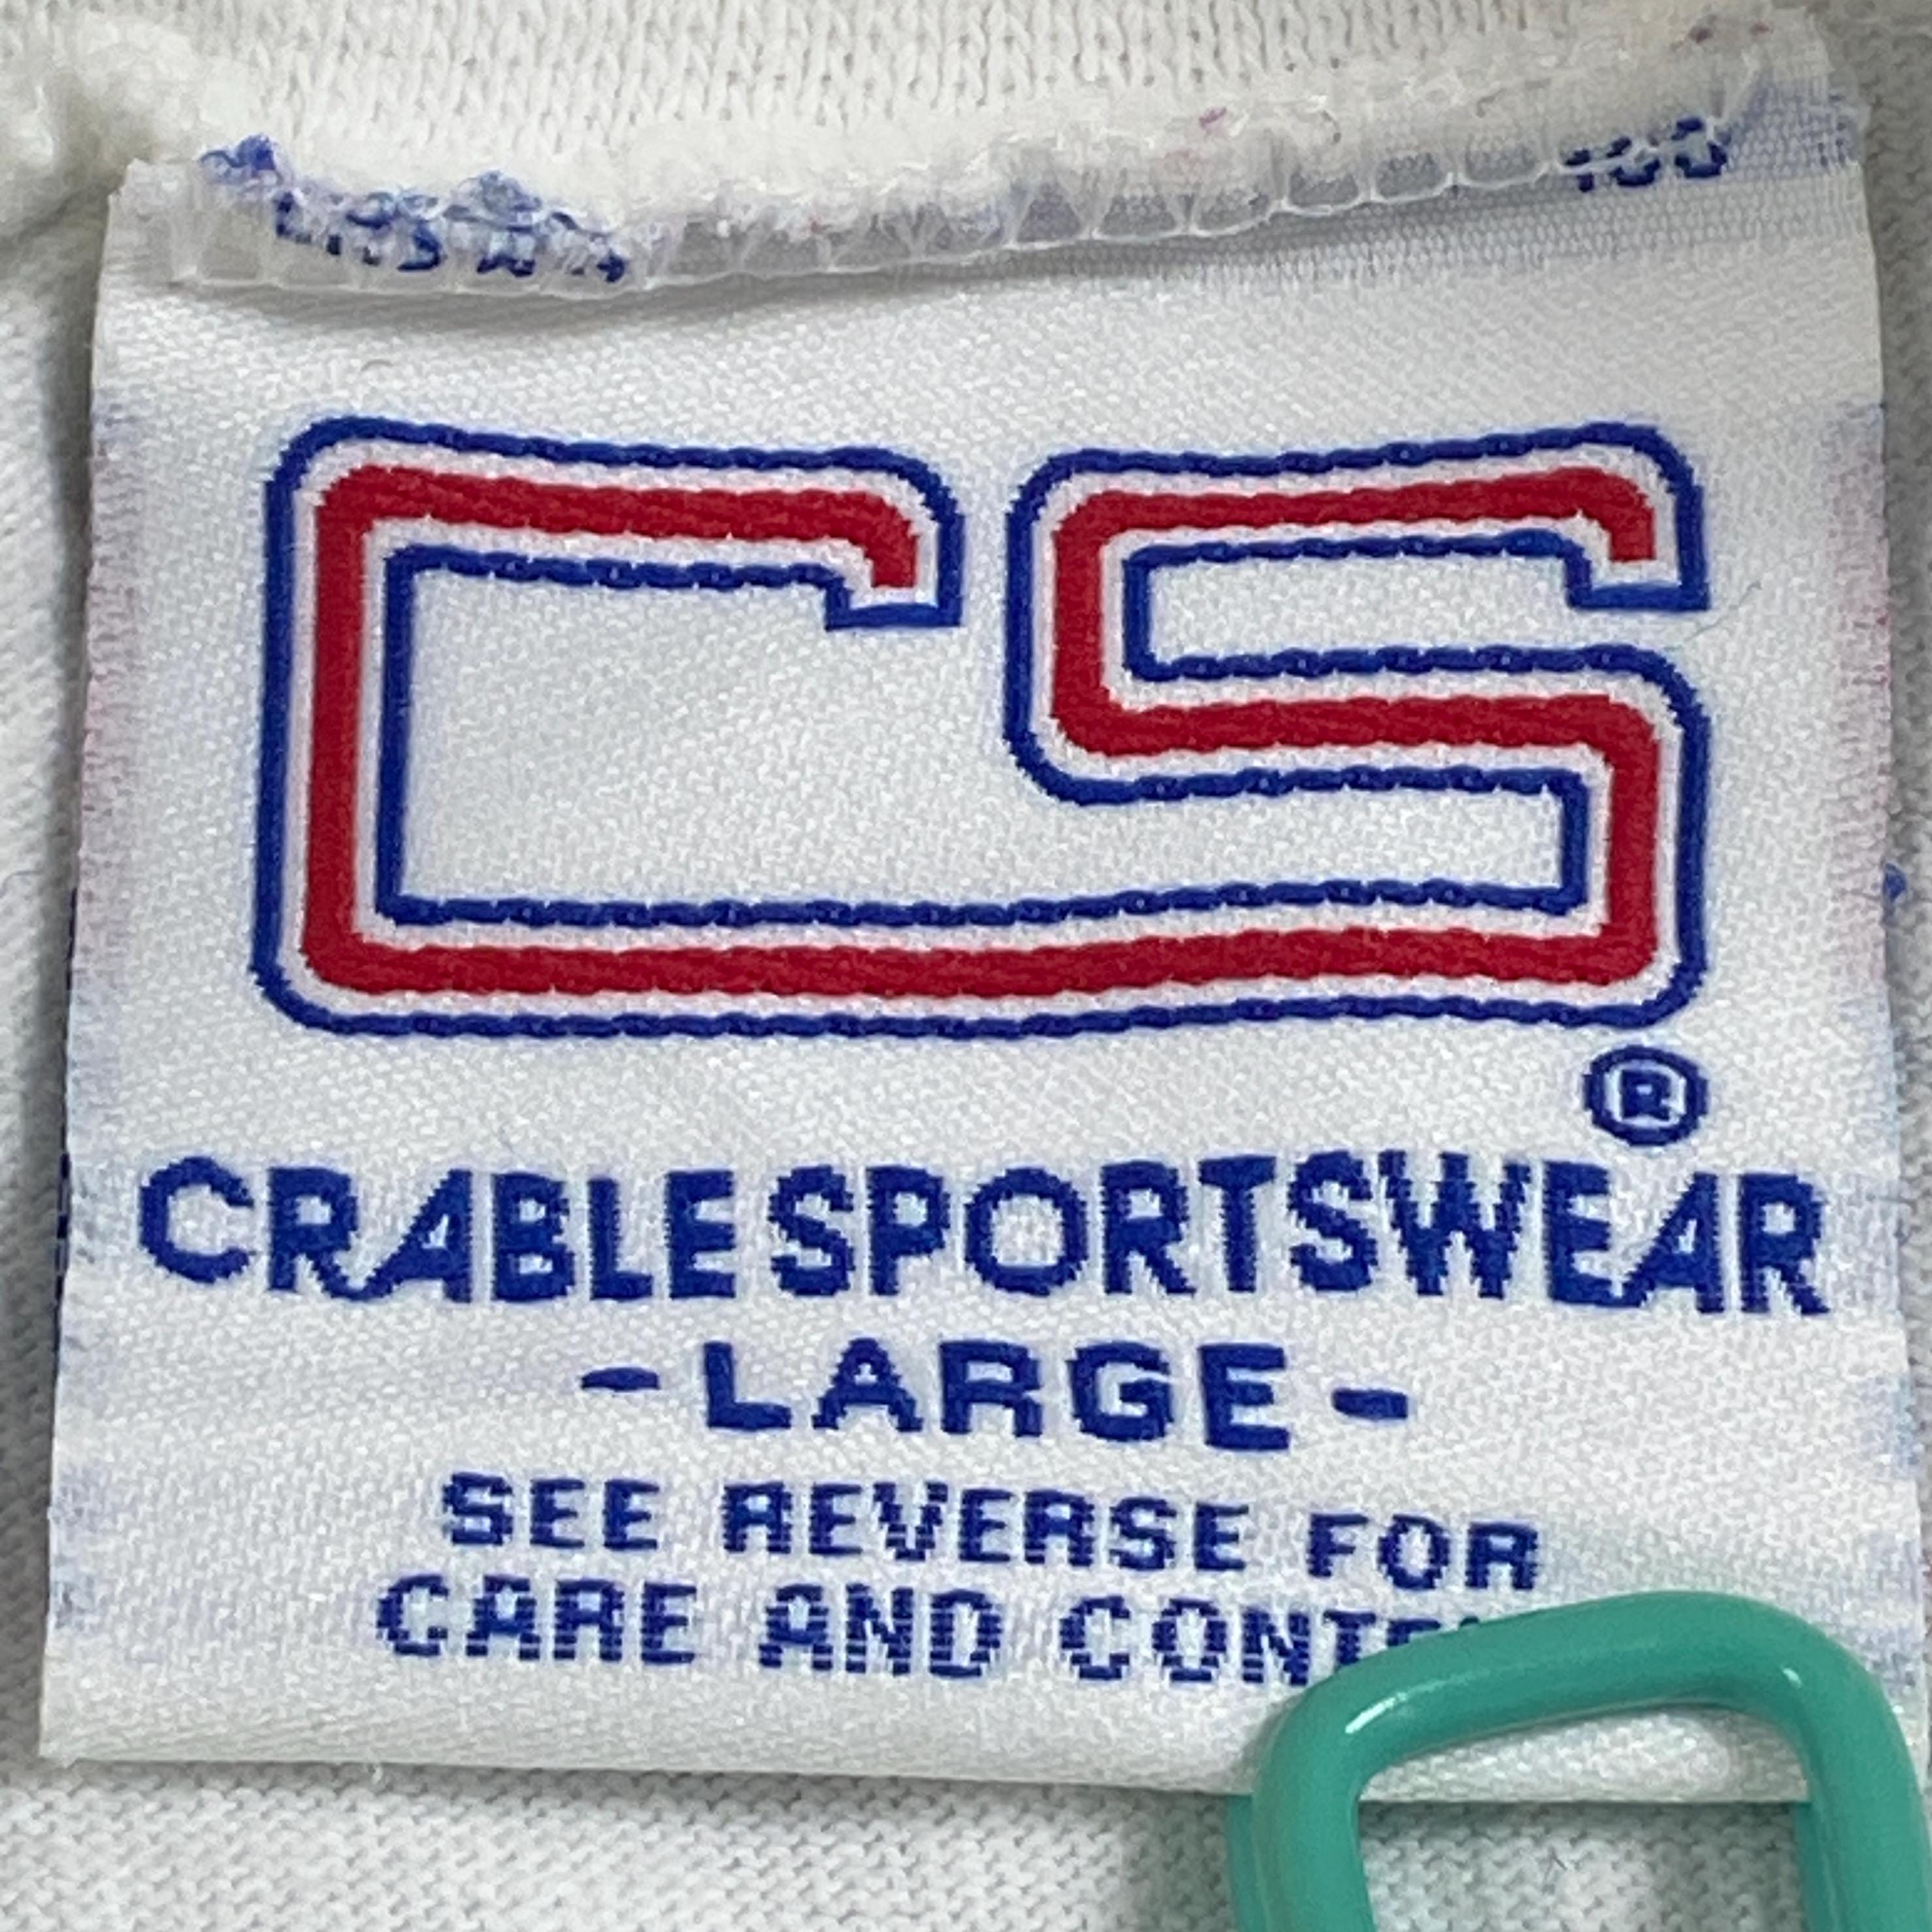 CS
®
CRABLE SPORTSWEAR
-LARGE-
SEE REVERSE FOR
CARE AND